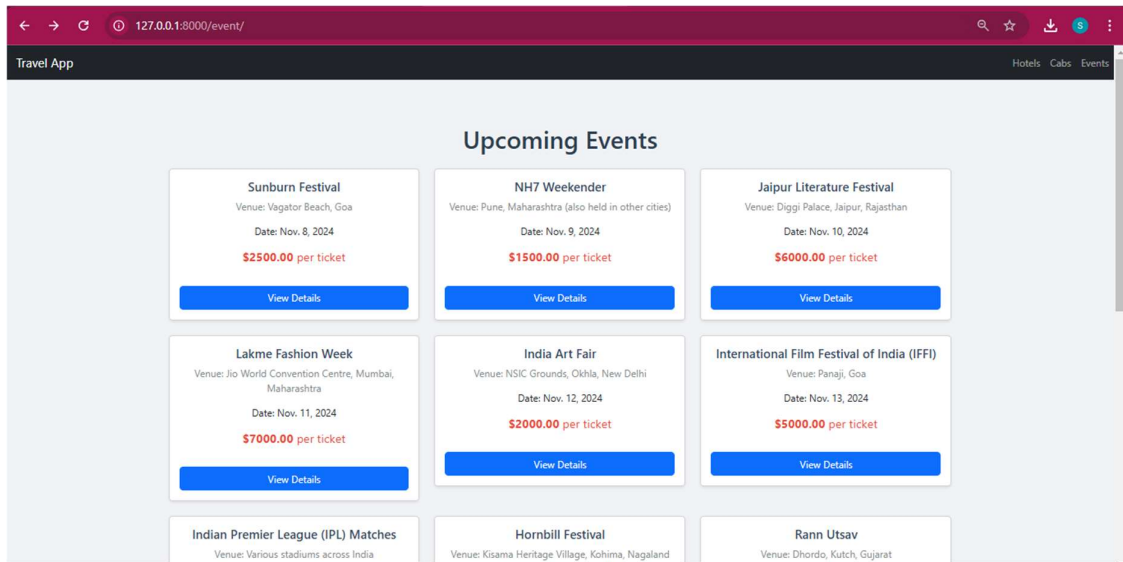 127.0.0.1:8000/event/
S
Travel App
Hotels Cabs Events
Upcoming Events
Sunburn Festival
Venue: Vagator Beach, Goa
Date: Nov. 8, 2024
$2500.00 per ticket
View Details
NH7 Weekender
Venue: Pune, Maharashtra (also held in other cities)
Date: Nov. 9, 2024
$1500.00 per ticket
View Details
Jaipur Literature Festival
Venue: Diggi Palace, Jaipur, Rajasthan
Date: Nov. 10, 2024
$6000.00 per ticket
View Details
Lakme Fashion Week
Venue: Jio World Convention Centre, Mumbai,
Maharashtra
Date: Nov. 11, 2024
$7000.00 per ticket
View Details
India Art Fair
Venue: NSIC Grounds, Okhla, New Delhi
Date: Nov. 12, 2024
$2000.00 per ticket
View Details
International Film Festival of India (IFFI)
Venue: Panaji, Goa
Date: Nov. 13, 2024
$5000.00 per ticket
View Details
Indian Premier League (IPL) Matches
Venue: Various stadiums across India
Hornbill Festival
Venue: Kisama Heritage Village, Kohima, Nagaland
Rann Utsav
Venue: Dhordo, Kutch, Gujarat